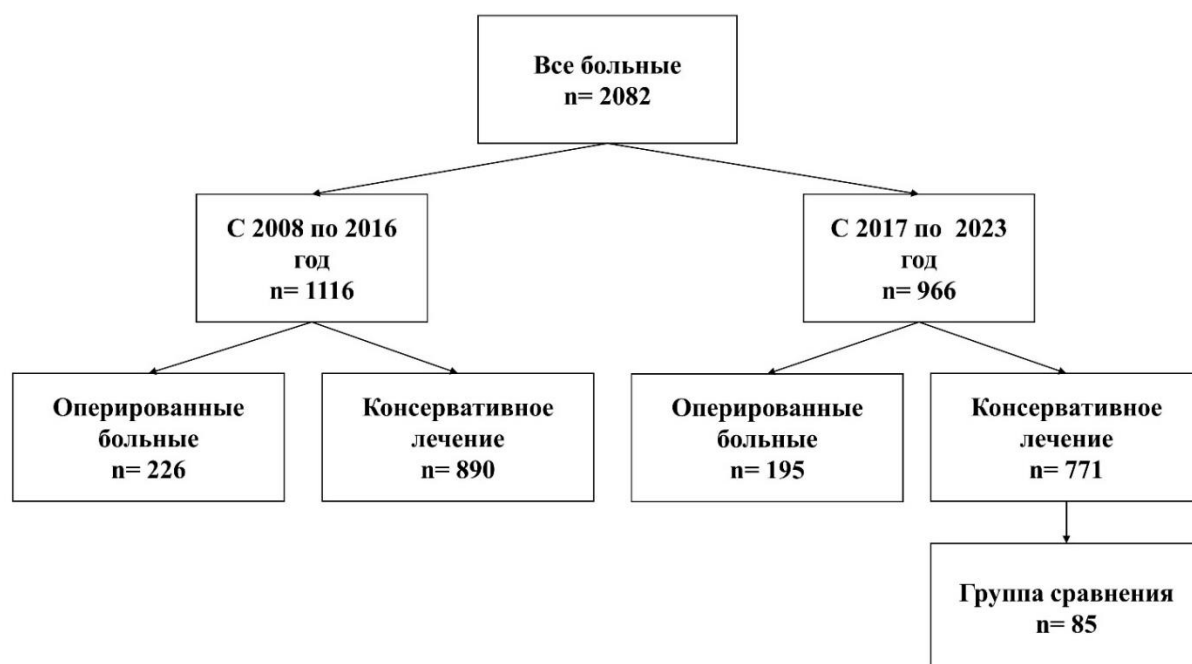 Все больные
n= 2082
С 2008 по 2016
год
n= 1116
С 2017 по 2023
год
n= 966
Оперированные
больные
n= 226
Консервативное
лечение
n= 890
Оперированные
больные
n= 195
Консервативное
лечение
n= 771
Группа сравнения
n= 85